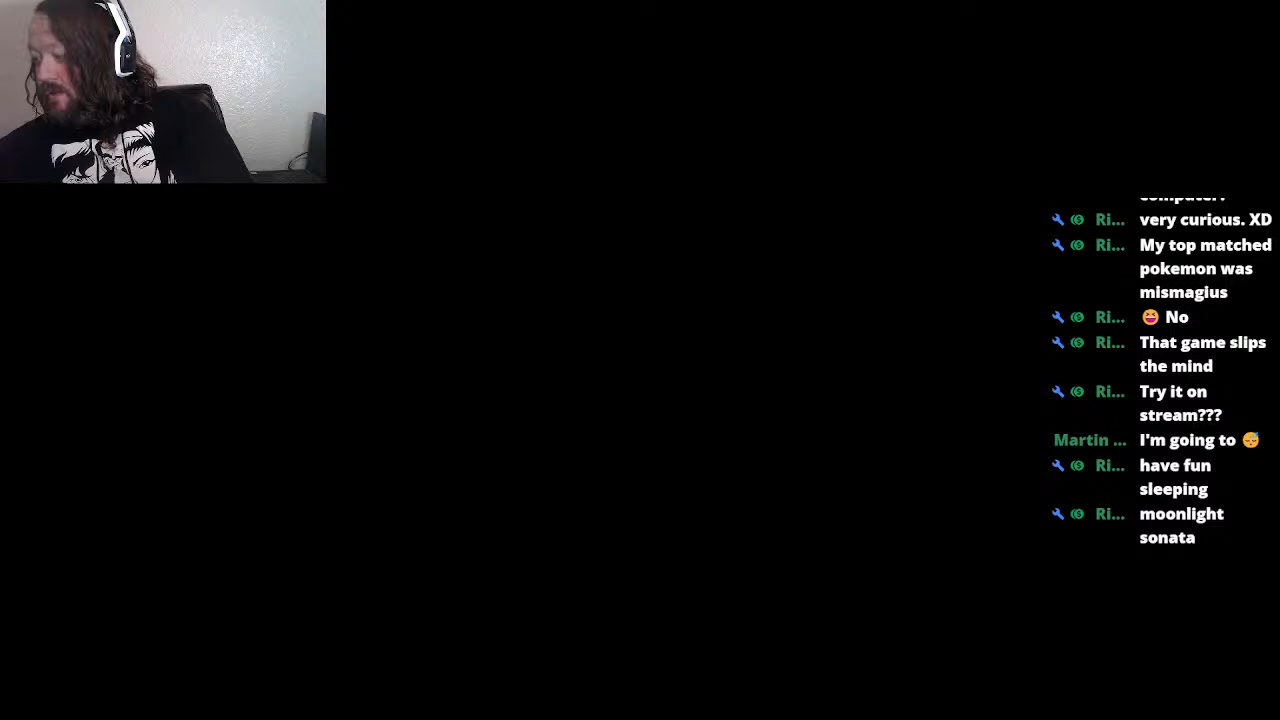 computer?
Ri... very curious. XD
Ri... My top matched
pokemon was
mismagius
Ri... 😆 No
Ri... That game slips
the mind
Ri... Try it on
stream???
Martin ... I'm going to 😴
Ri... have fun
sleeping
Ri... moonlight
sonata